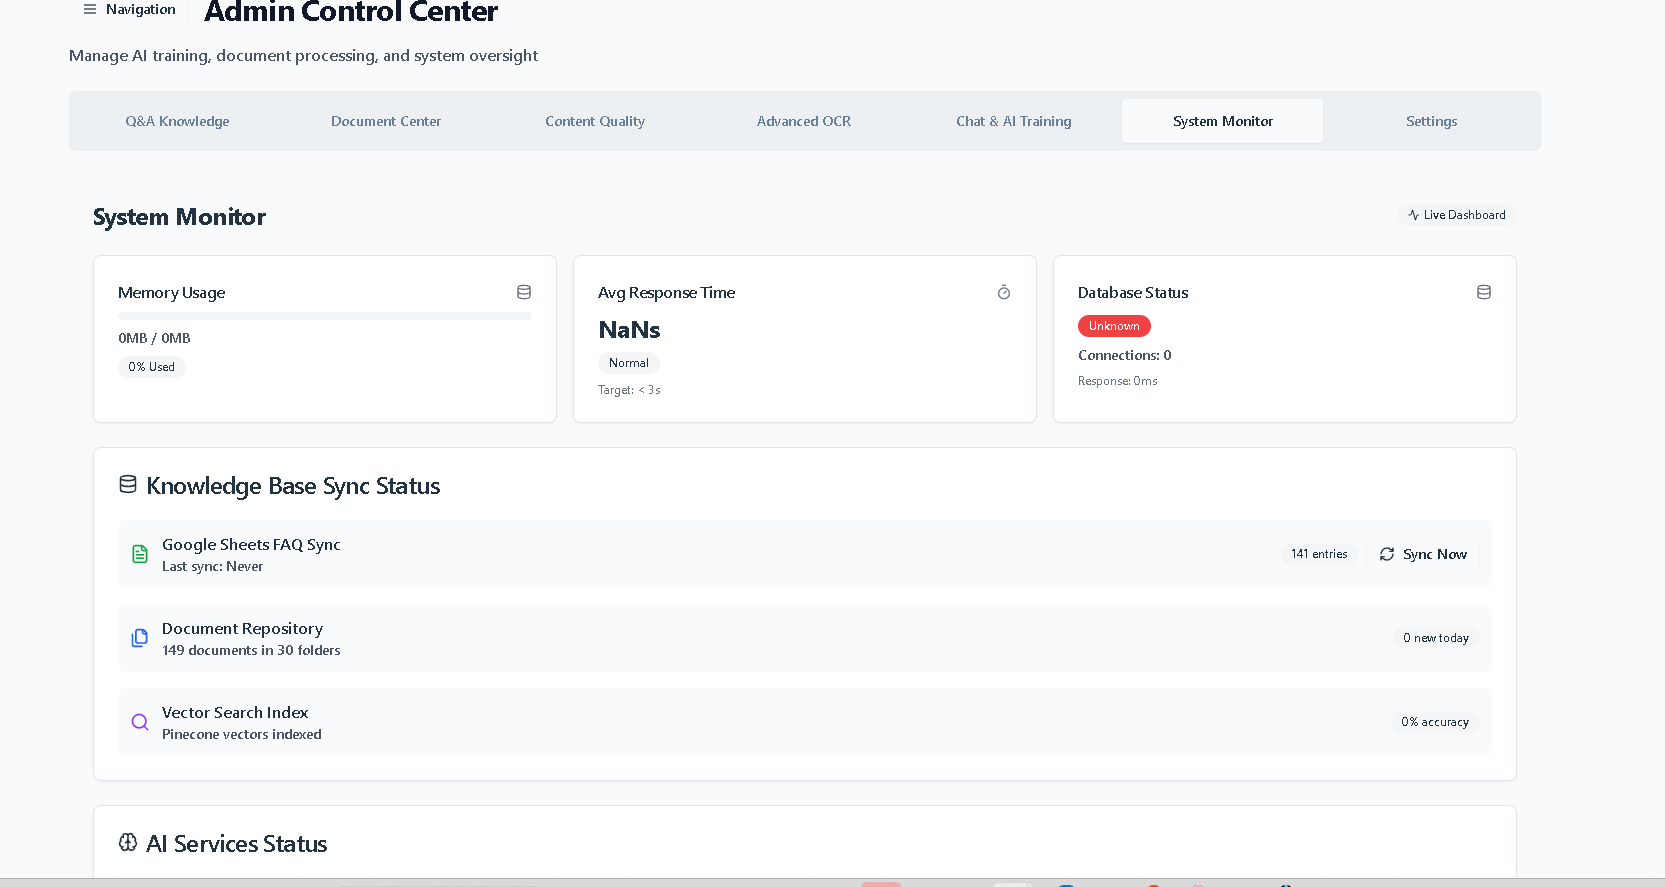 Navigation
Admin Control Center
Manage AI training, document processing, and system oversight
Q&A Knowledge
Document Center
Content Quality
Advanced OCR
Chat & AI Training
System Monitor
Settings
System Monitor
Live Dashboard
Memory Usage
0MB / 0MB
0% Used
Avg Response Time
NaNs
Normal
Target: < 3s
Database Status
Unknown
Connections: 0
Response: 0ms
Knowledge Base Sync Status
Google Sheets FAQ Sync
Last sync: Never
141 entries
Sync Now
Document Repository
149 documents in 30 folders
0 new today
Vector Search Index
Pinecone vectors indexed
0% accuracy
AI Services Status